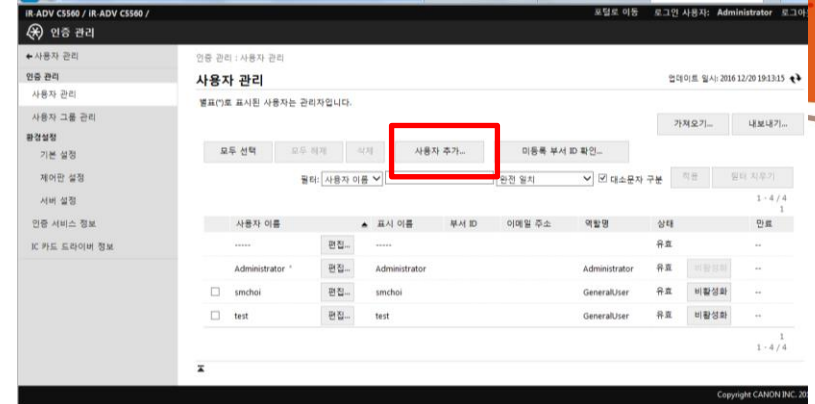 iR-ADV C5560 / iR-ADV C5560 /
포털로 이동 로그인 사용자: Administrator 로그아
인증 관리
사용자 관리
인증 관리
사용자 관리
사용자 그룹 관리
환경설정
기본 설정
제어판 설정
서버 설정
인증 서비스 정보
IC 카드 드라이버 정보
인증 관리 : 사용자 관리
사용자 관리
업데이트 일시: 2016 12/20 19:13:15
별표(*)로 표시된 사용자는 관리자입니다.
가져오기... 내보내기...
모두 선택 모두 해제 삭제 사용자 추가... 미등록 부서 ID 확인...
필터: 사용자 이름 완전 일치 대소문자 구분 적용 필터 지우기
1 - 4 / 4
1
사용자 이름 표시 이름 부서 ID 이메일 주소 역할명 상태 만료
----- 편집... ----- 유효 --
Administrator * 편집... Administrator Administrator 유효 비활성화 --
smchoi 편집... smchoi GeneralUser 유효 비활성화 --
test 편집... test GeneralUser 유효 비활성화 --
1
1 - 4 / 4
Copyright CANON INC. 20